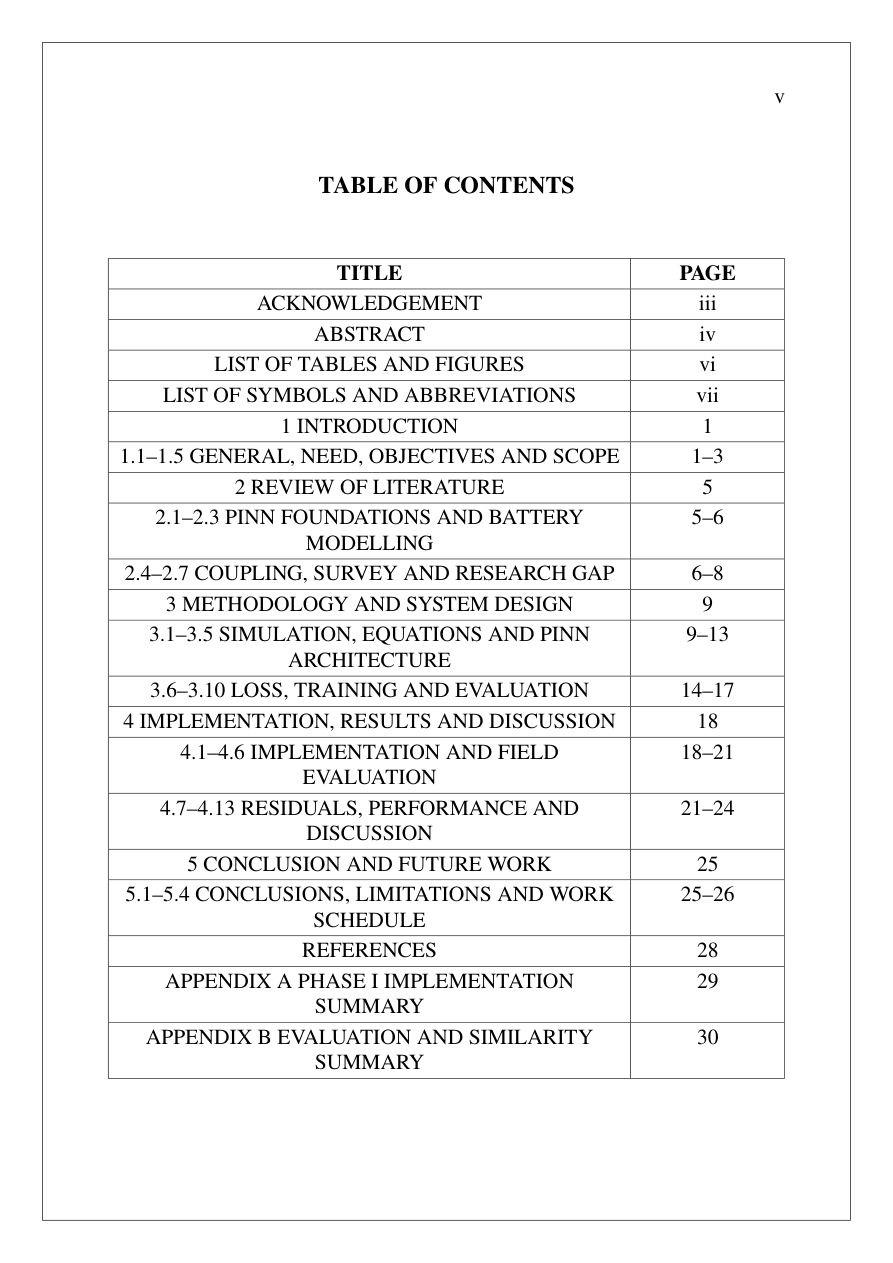 v
TABLE OF CONTENTS
TITLE PAGE
ACKNOWLEDGEMENT iii
ABSTRACT iv
LIST OF TABLES AND FIGURES vi
LIST OF SYMBOLS AND ABBREVIATIONS vii
1 INTRODUCTION 1
1.1–1.5 GENERAL, NEED, OBJECTIVES AND SCOPE 1–3
2 REVIEW OF LITERATURE 5
2.1–2.3 PINN FOUNDATIONS AND BATTERY 5–6
MODELLING
2.4–2.7 COUPLING, SURVEY AND RESEARCH GAP 6–8
3 METHODOLOGY AND SYSTEM DESIGN 9
3.1–3.5 SIMULATION, EQUATIONS AND PINN 9–13
ARCHITECTURE
3.6–3.10 LOSS, TRAINING AND EVALUATION 14–17
4 IMPLEMENTATION, RESULTS AND DISCUSSION 18
4.1–4.6 IMPLEMENTATION AND FIELD 18–21
EVALUATION
4.7–4.13 RESIDUALS, PERFORMANCE AND 21–24
DISCUSSION
5 CONCLUSION AND FUTURE WORK 25
5.1–5.4 CONCLUSIONS, LIMITATIONS AND WORK 25–26
SCHEDULE
REFERENCES 28
APPENDIX A PHASE I IMPLEMENTATION 29
SUMMARY
APPENDIX B EVALUATION AND SIMILARITY 30
SUMMARY